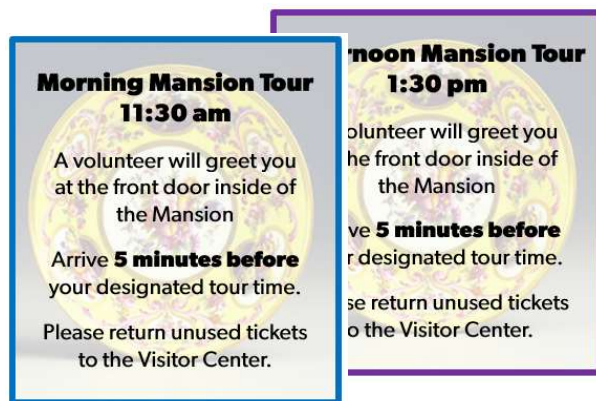 Morning Mansion Tour
11:30 am
A volunteer will greet you
at the front door inside of
the Mansion
Arrive 5 minutes before
your designated tour time.
Please return unused tickets
to the Visitor Center.
rnoon Mansion Tour
1:30 pm
olunteer will greet you
he front door inside of
the Mansion
ve 5 minutes before
r designated tour time.
se return unused tickets
o the Visitor Center.